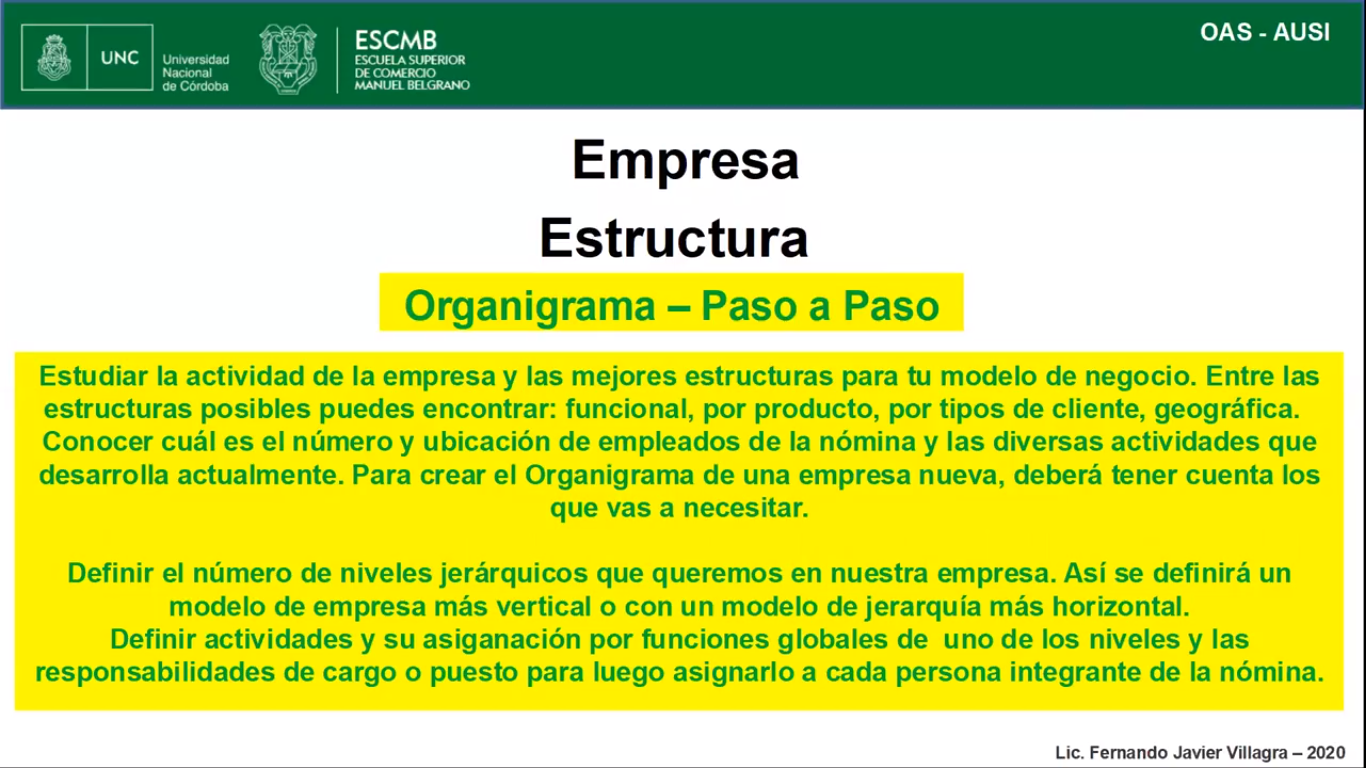 UNC
Universidad
Nacional
de Córdoba
ESCMB
ESCUELA SUPERIOR
DE COMERCIO
MANUEL BELGRANO
OAS - AUSI
Empresa
Estructura
Organigrama – Paso a Paso
Estudiar la actividad de la empresa y las mejores estructuras para tu modelo de negocio. Entre las
estructuras posibles puedes encontrar: funcional, por producto, por tipos de cliente, geográfica.
Conocer cuál es el número y ubicación de empleados de la nómina y las diversas actividades que
desarrolla actualmente. Para crear el Organigrama de una empresa nueva, deberá tener cuenta los
que vas a necesitar.
Definir el número de niveles jerárquicos que queremos en nuestra empresa. Así se definirá un
modelo de empresa más vertical o con un modelo de jerarquía más horizontal.
Definir actividades y su asiganación por funciones globales de  uno de los niveles y las
responsabilidades de cargo o puesto para luego asignarlo a cada persona integrante de la nómina.
Lic. Fernando Javier Villagra – 2020